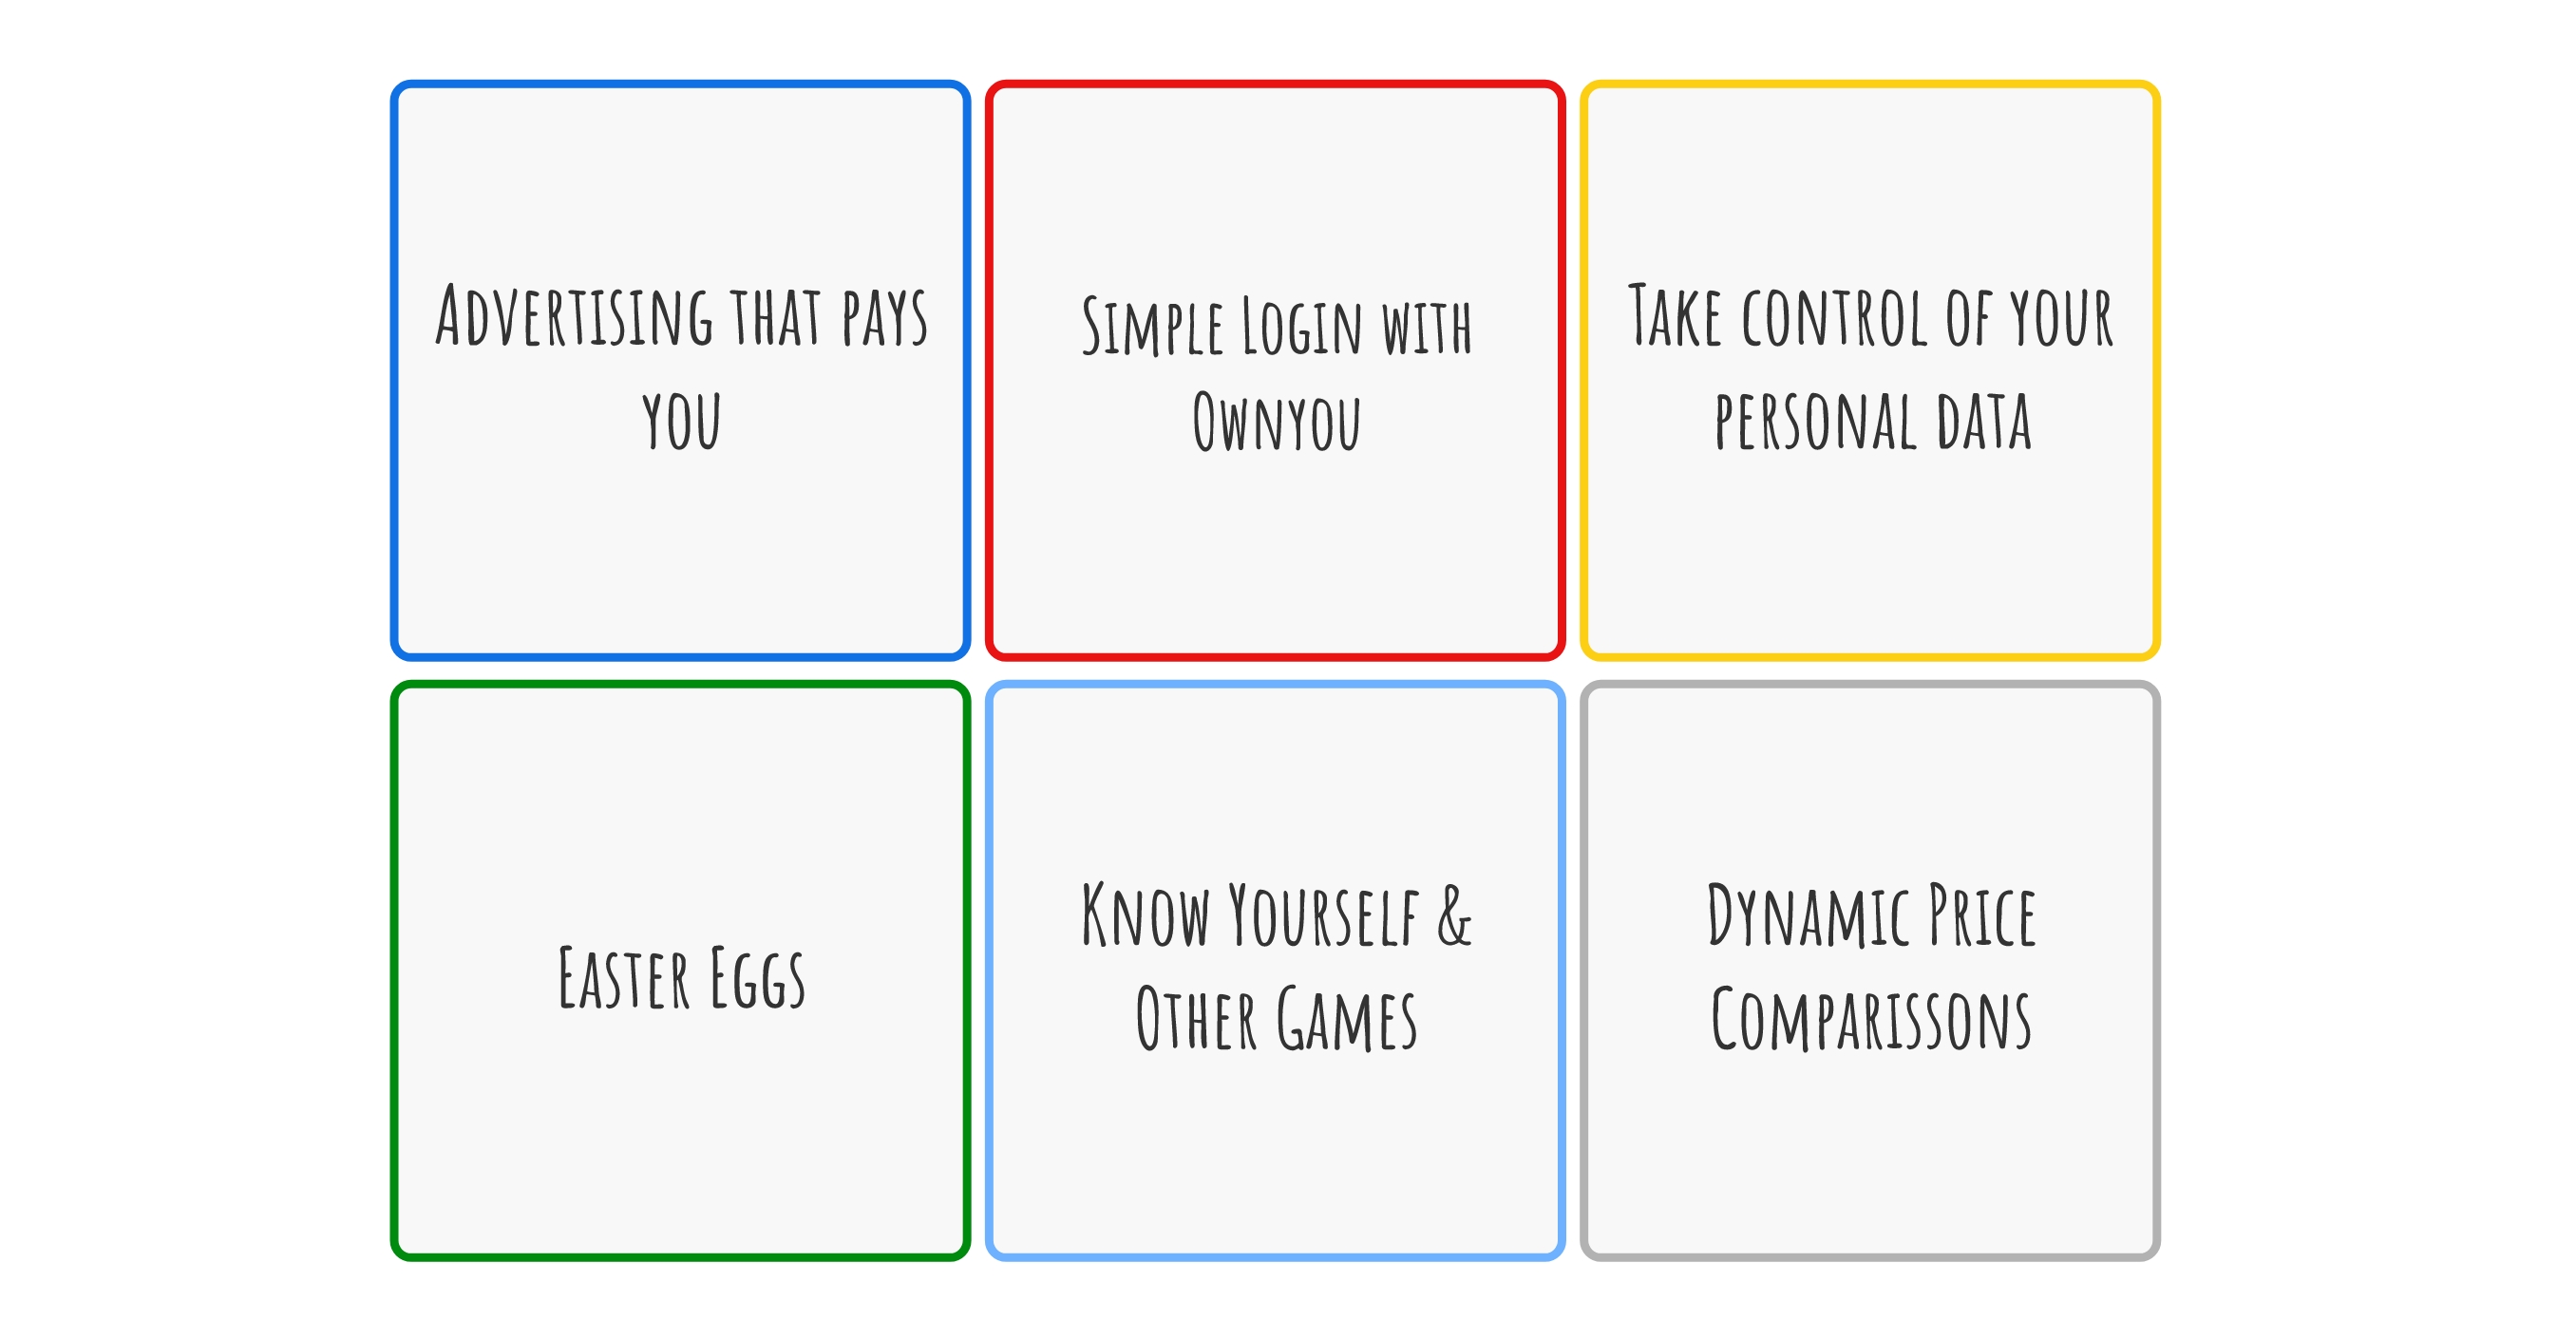 Advertising that pays
you
Simple Login with
Ownyou
Take control of your
personal data
Easter Eggs
Know Yourself &
Other Games
Dynamic Price
Comparissons